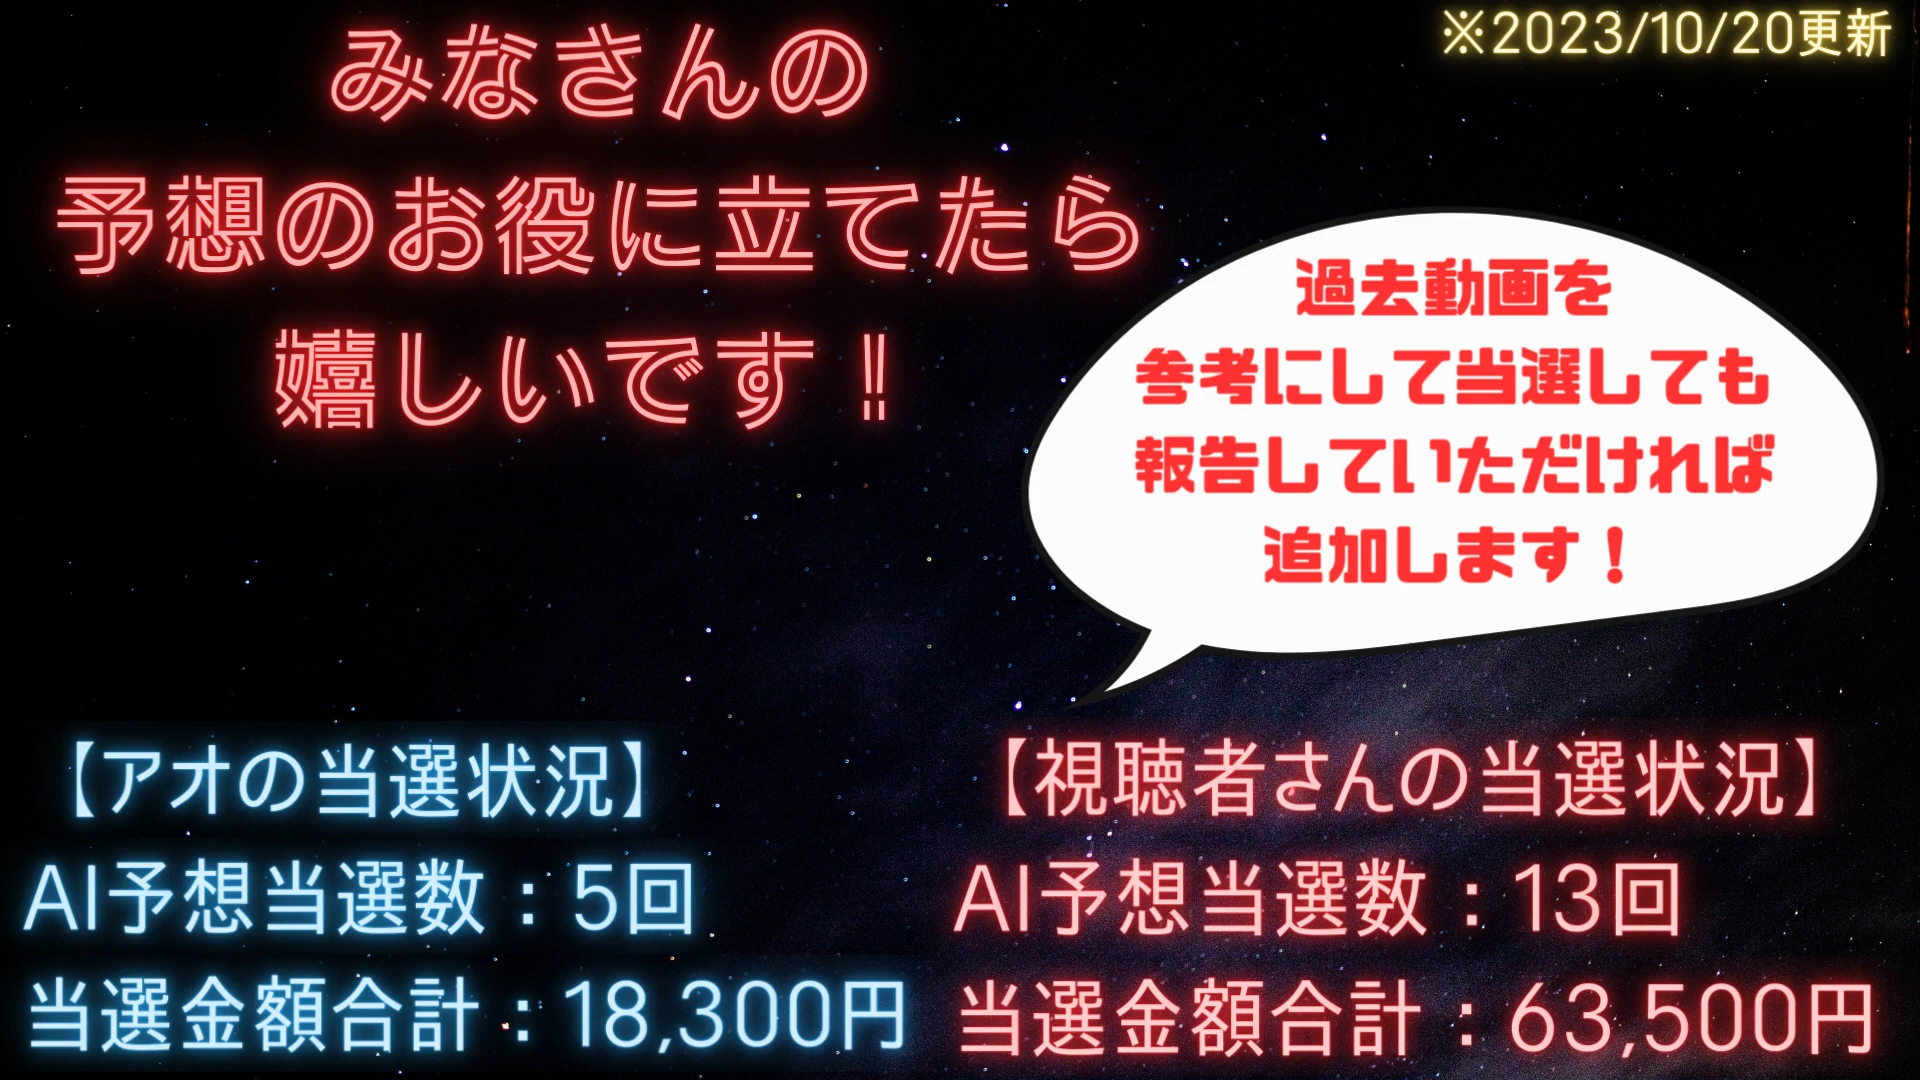 ※2023/10/20更新
みなさんの
予想のお役に立てたら
嬉しいです！！
過去動画を
参考にして当選しても
報告していただければ
追加します！
【アオの当選状況】
AI予想当選数：5回
当選金額合計：18,300円
【視聴者さんの当選状況】
AI予想当選数：13回
当選金額合計：63,500円